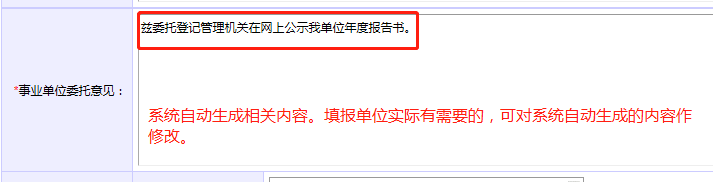 兹委托登记管理机关在网上公示我单位年度报告书。
*事业单位委托意见：
系统自动生成相关内容。填报单位实际有需要的，可对系统自动生成的内容作
修改。